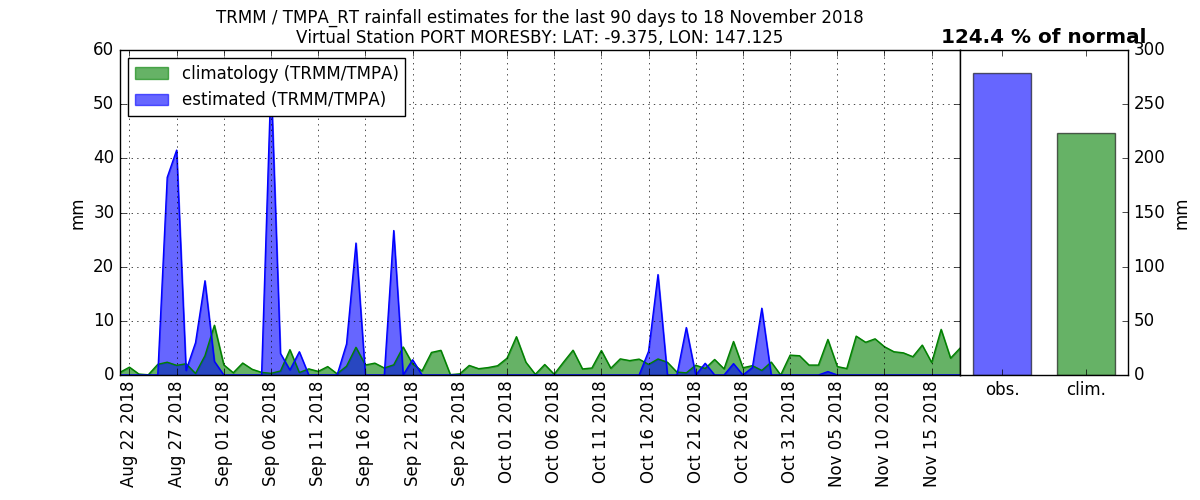 TRMM / TMPA_RT rainfall estimates for the last 90 days to 18 November 2018
Virtual Station PORT MORESBY: LAT: -9.375, LON: 147.125
124.4 % of normal
climatology (TRMM/TMPA)
estimated (TRMM/TMPA)
60
50
40
30
20
10
0
mm
300
250
200
150
100
50
0
mm
Aug 22 2018
Aug 27 2018
Sep 01 2018
Sep 06 2018
Sep 11 2018
Sep 16 2018
Sep 21 2018
Sep 26 2018
Oct 01 2018
Oct 06 2018
Oct 11 2018
Oct 16 2018
Oct 21 2018
Oct 26 2018
Oct 31 2018
Nov 05 2018
Nov 10 2018
Nov 15 2018
obs.
clim.